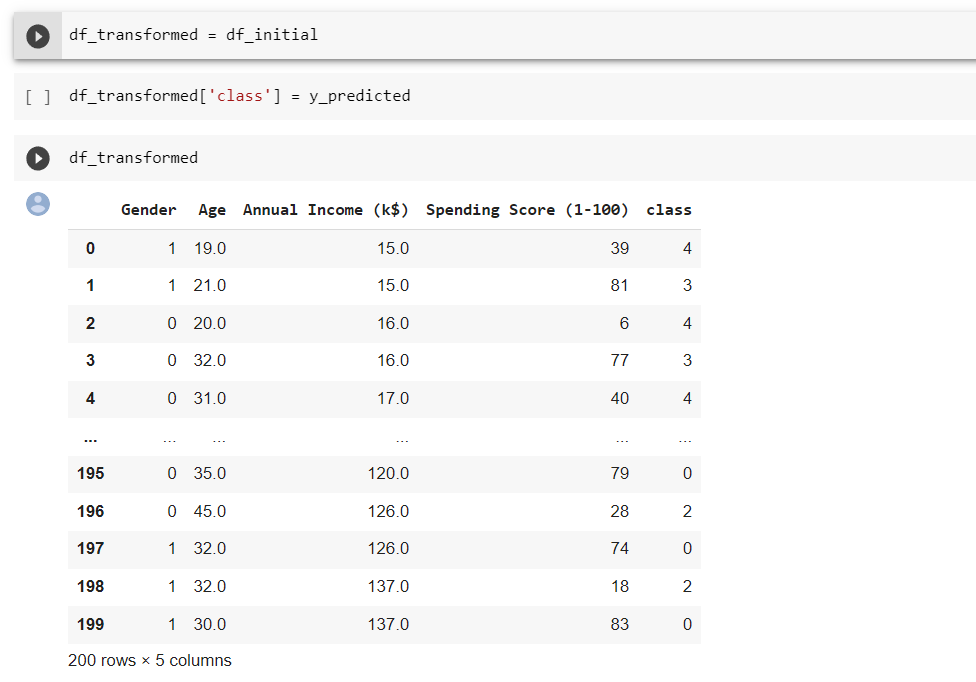 df_transformed = df_initial
[ ] df_transformed['class'] = y_predicted
df_transformed
Gender Age Annual Income (k$) Spending Score (1-100) class
0 1 19.0 15.0 39 4
1 1 21.0 15.0 81 3
2 0 20.0 16.0 6 4
3 0 32.0 16.0 77 3
4 0 31.0 17.0 40 4
... ... ... ... ... ...
195 0 35.0 120.0 79 0
196 0 45.0 126.0 28 2
197 1 32.0 126.0 74 0
198 1 32.0 137.0 18 2
199 1 30.0 137.0 83 0
200 rows × 5 columns